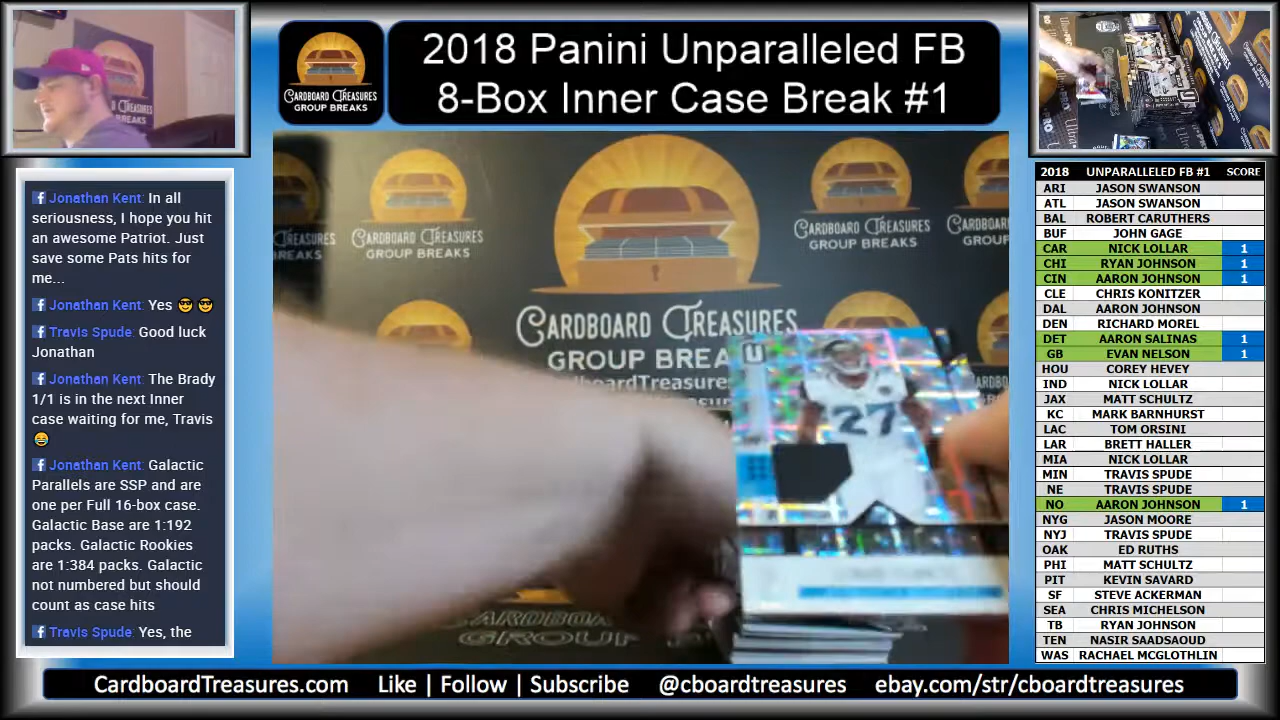 2018 Panini Unparalleled FB
8-Box Inner Case Break #1
CARDBOARD TREASURES
GROUP BREAKS
Jonathan Kent: In all
seriousness, I hope you hit
an awesome Patriot. Just
save some Pats hits for
me...
Jonathan Kent: Yes 😎 😎
Travis Spude: Good luck
Jonathan
Jonathan Kent: The Brady
1/1 is in the next Inner
case waiting for me, Travis
😂
Jonathan Kent: Galactic
Parallels are SSP and are
one per Full 16-box case.
Galactic Base are 1:192
packs. Galactic Rookies
are 1:384 packs. Galactic
not numbered but should
count as case hits
Travis Spude: Yes, the
CARDBOARD TREASURES
GROUP BREAKS
CARDBOARD TREASURES
GROUP BREAKS
CARDBOARD TREASURES
GROUP BREA
27
2018 UNPARALLELED FB #1 SCORE
ARI JASON SWANSON
ATL JASON SWANSON
BAL ROBERT CARUTHERS
BUF JOHN GAGE
CAR NICK LOLLAR 1
CHI RYAN JOHNSON 1
CIN AARON JOHNSON 1
CLE CHRIS KONITZER
DAL AARON JOHNSON
DEN RICHARD MOREL
DET AARON SALINAS 1
GB EVAN NELSON 1
HOU COREY HEVEY
IND NICK LOLLAR
JAX MATT SCHULTZ
KC MARK BARNHURST
LAC TOM ORSINI
LAR BRETT HALLER
MIA NICK LOLLAR
MIN TRAVIS SPUDE
NE TRAVIS SPUDE
NO AARON JOHNSON 1
NYG JASON MOORE
NYJ TRAVIS SPUDE
OAK ED RUTHS
PHI MATT SCHULTZ
PIT KEVIN SAVARD
SF STEVE ACKERMAN
SEA CHRIS MICHELSON
TB RYAN JOHNSON
TEN NASIR SAADSAOUD
WAS RACHAEL MCGLOTHLIN
CardboardTreasures.com Like | Follow | Subscribe @cboardtreasures ebay.com/str/cboardtreasures